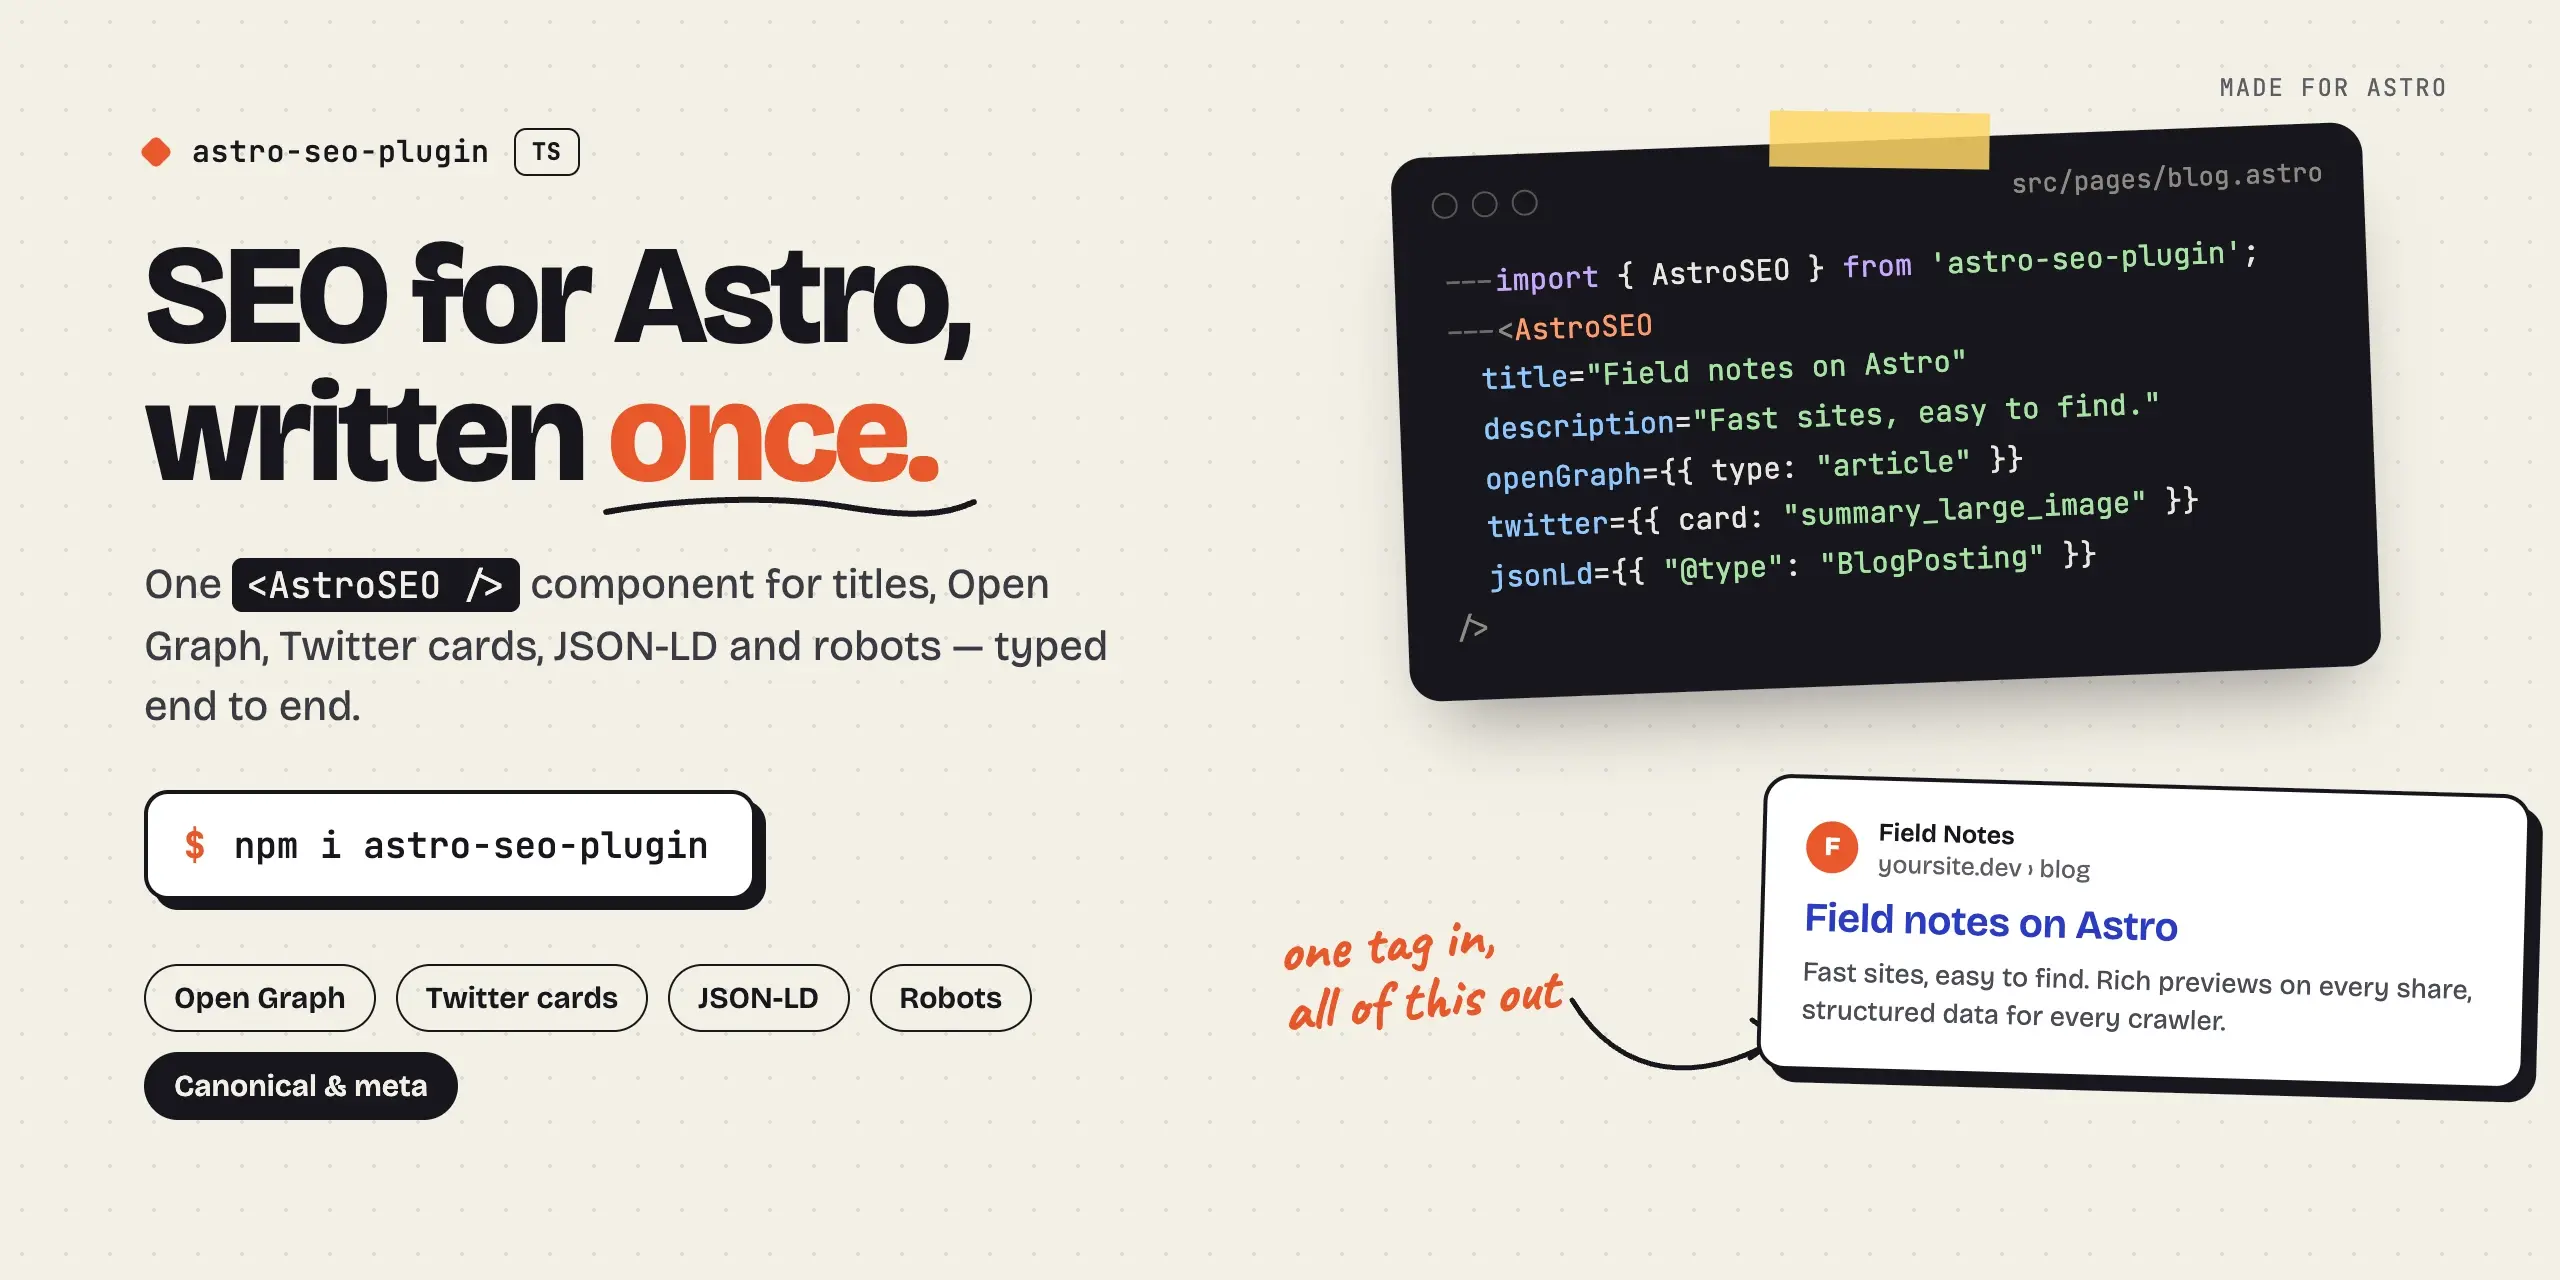 MADE FOR ASTRO
astro-seo-plugin TS
SEO for Astro,
written once.
One <AstroSEO /> component for titles, Open
Graph, Twitter cards, JSON-LD and robots — typed
end to end.
$ npm i astro-seo-plugin
Open Graph Twitter cards JSON-LD Robots
Canonical & meta
src/pages/blog.astro
---import { AstroSEO } from 'astro-seo-plugin';
---<AstroSEO
title="Field notes on Astro"
description="Fast sites, easy to find."
openGraph={{ type: "article" }}
twitter={{ card: "summary_large_image" }}
jsonLd={{ "@type": "BlogPosting" }}
/>
one tag in,
all of this out
F Field Notes
yoursite.dev › blog
Field notes on Astro
Fast sites, easy to find. Rich previews on every share,
structured data for every crawler.